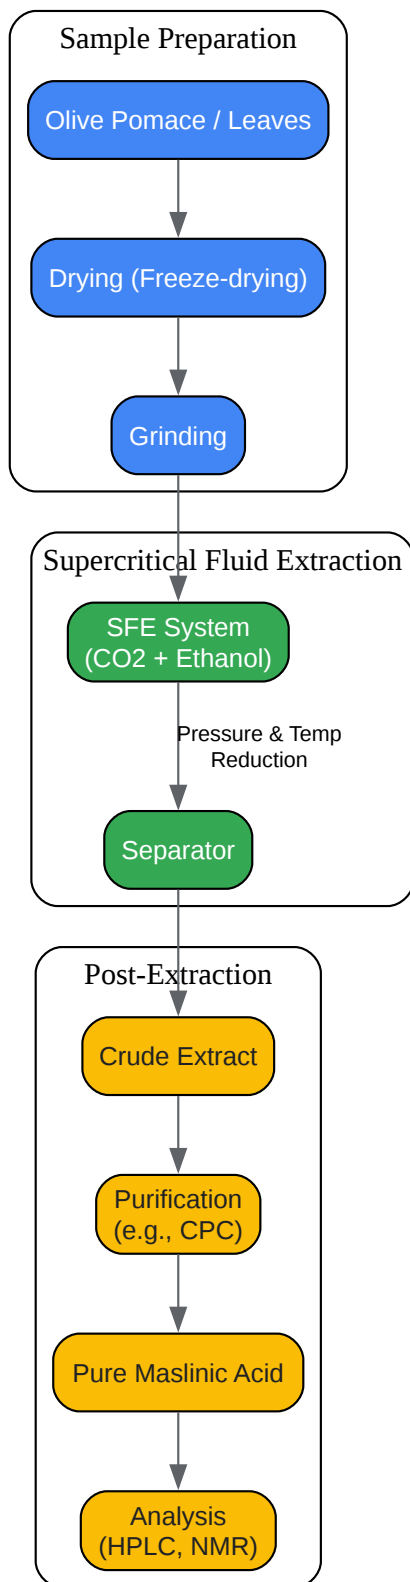 Sample Preparation
Olive Pomace / Leaves
Drying (Freeze-drying)
Grinding
Supercritical Fluid Extraction
SFE System
(CO2 + Ethanol)
Pressure & Temp
Reduction
Separator
Post-Extraction
Crude Extract
Purification
(e.g., CPC)
Pure Maslinic Acid
Analysis
(HPLC, NMR)